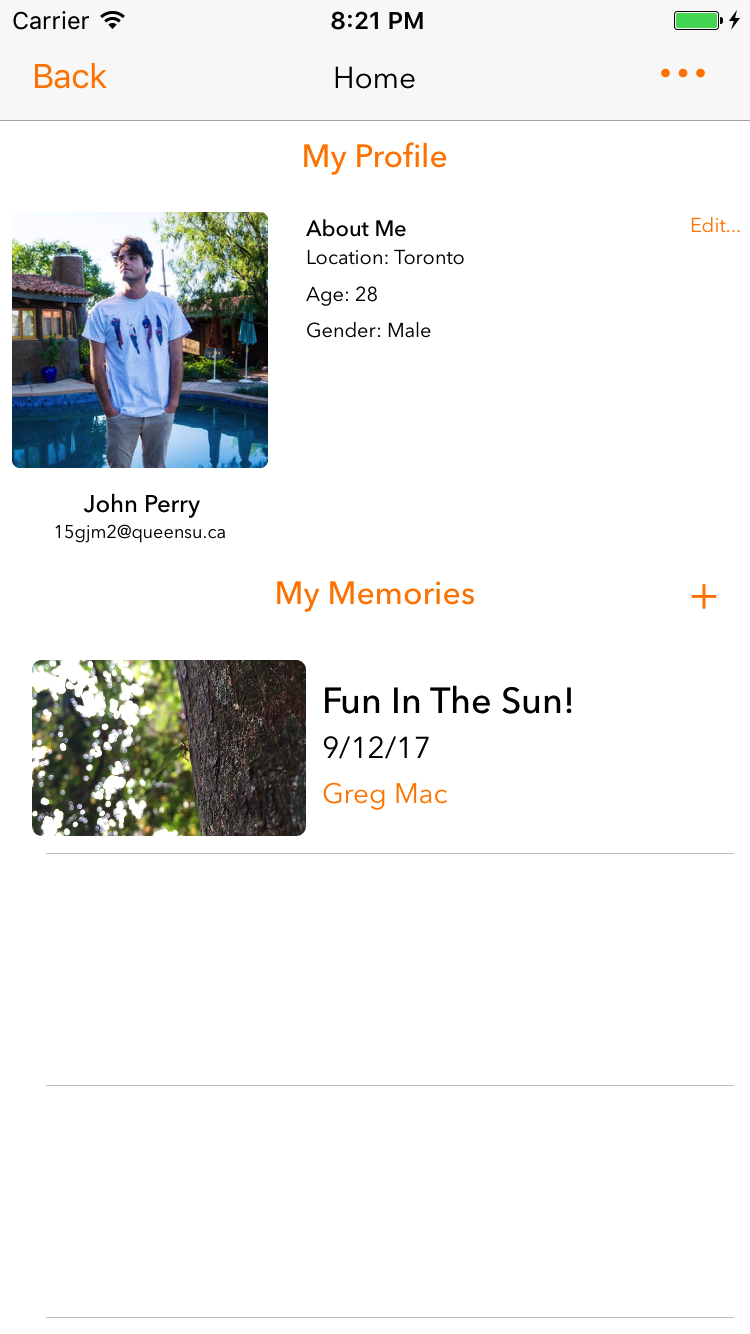 Carrier 8:21 PM
Back Home •••
My Profile
About Me Edit...
Location: Toronto
Age: 28
Gender: Male
John Perry
15gjm2@queensu.ca
My Memories +
Fun In The Sun!
9/12/17
Greg Mac